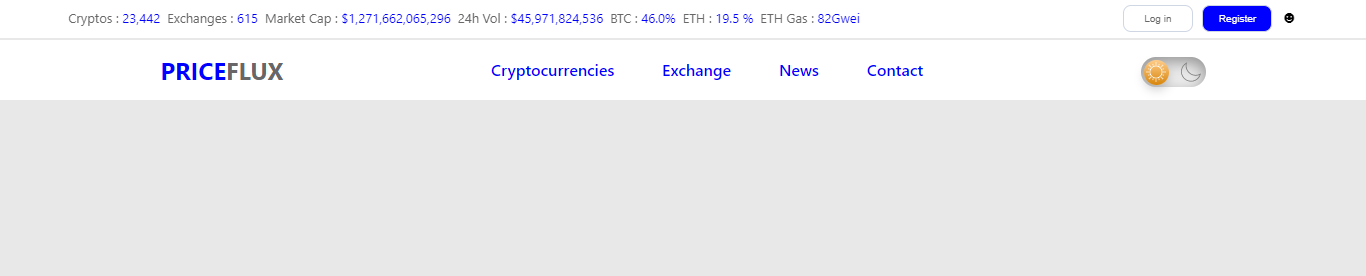 Cryptos : 23,442 Exchanges : 615 Market Cap : $1,271,662,065,296 24h Vol : $45,971,824,536 BTC : 46.0% ETH : 19.5 % ETH Gas : 82Gwei Log in Register
PRICEFLUX Cryptocurrencies Exchange News Contact